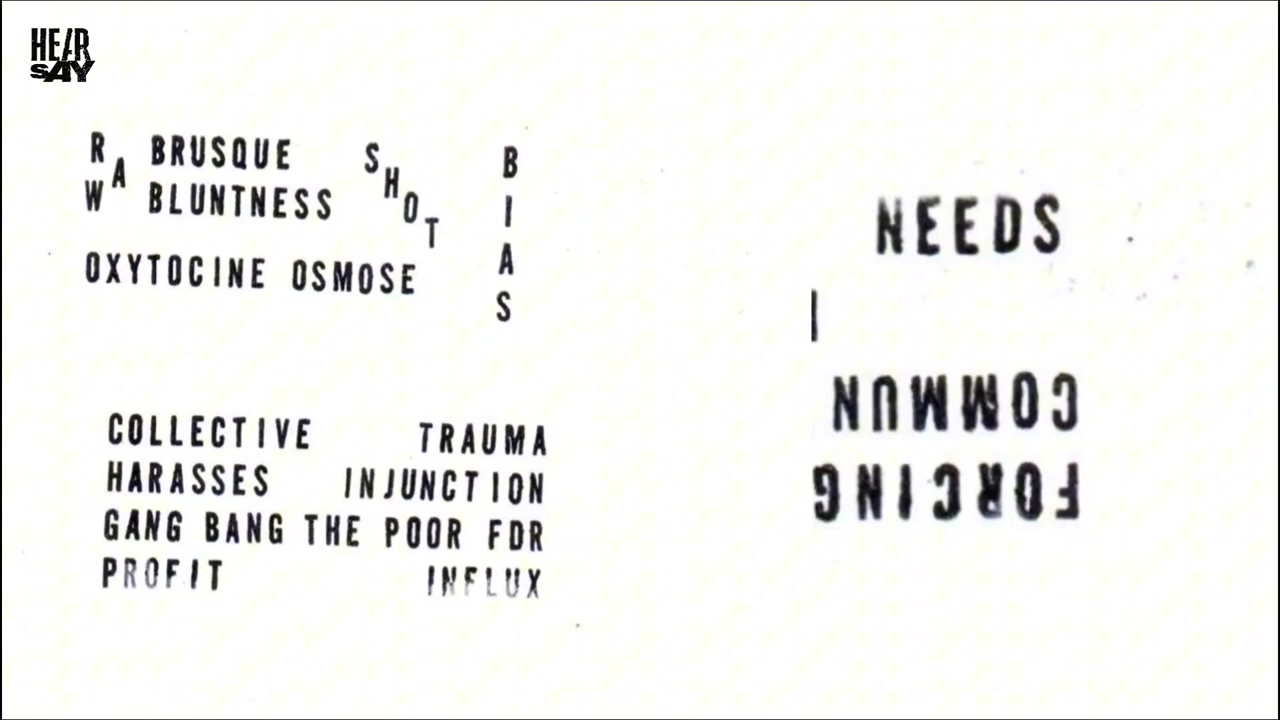 HEAR
SAY
RAW BRUSQUE BLUNTNESS SHOT BIAS
OXYTOCINE OSMOSE
COLLECTIVE TRAUMA
HARASSES INJUNCTION
GANG BANG THE POOR FOR
PROFIT INFLUX
NEEDS
I
COMMUN
FORCING